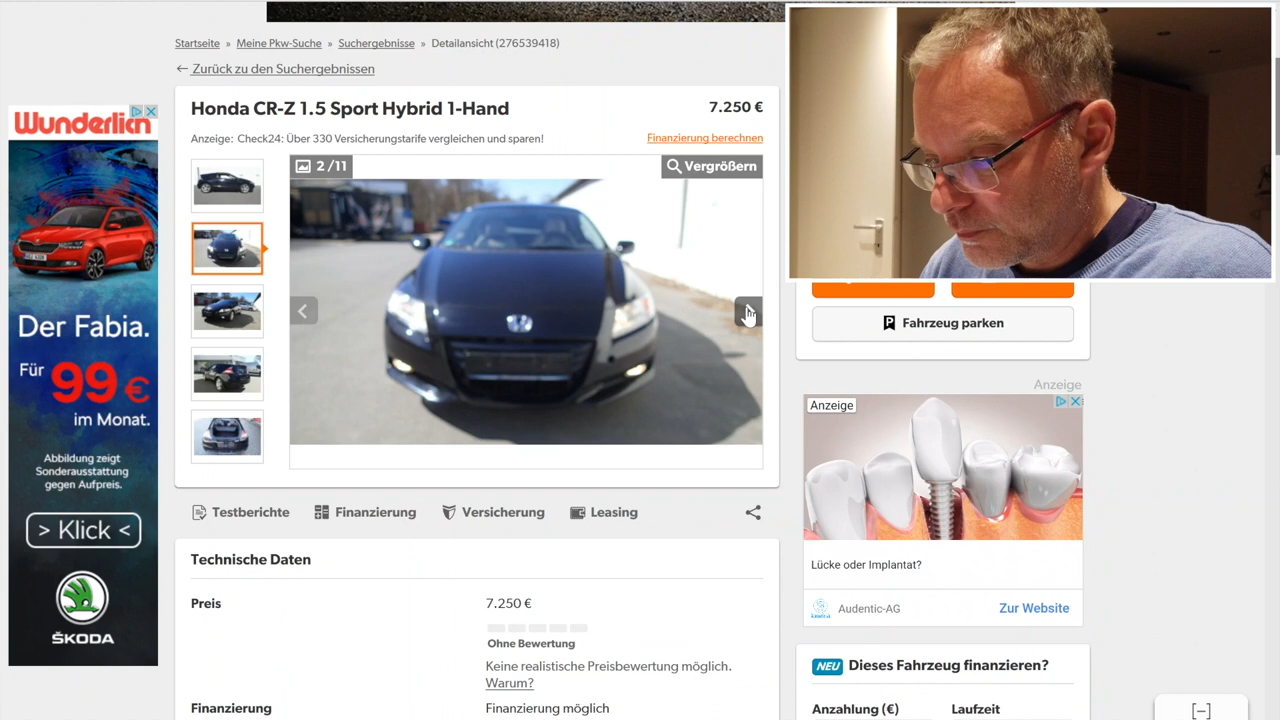 Startseite » Meine Pkw-Suche » Suchergebnisse » Detailansicht (276539418)
← Zurück zu den Suchergebnissen
Honda CR-Z 1.5 Sport Hybrid 1-Hand
7.250 €
Anzeige: Check24: Über 330 Versicherungstarife vergleichen und sparen!
Finanzierung berechnen
2 / 11
Vergrößern
Wunderlich
Der Fabia.
Für 99 €
im Monat.
Abbildung zeigt
Sonderausstattung
gegen Aufpreis.
> Klick <
ŠKODA
Fahrzeug parken
Anzeige
Anzeige
Lücke oder Implantat?
Audentic-AG
Zur Website
Testberichte
Finanzierung
Versicherung
Leasing
Technische Daten
Preis
7.250 €
Ohne Bewertung
Keine realistische Preisbewertung möglich.
Warum?
Finanzierung
Finanzierung möglich
NEU Dieses Fahrzeug finanzieren?
Anzahlung (€)
Laufzeit
[-]